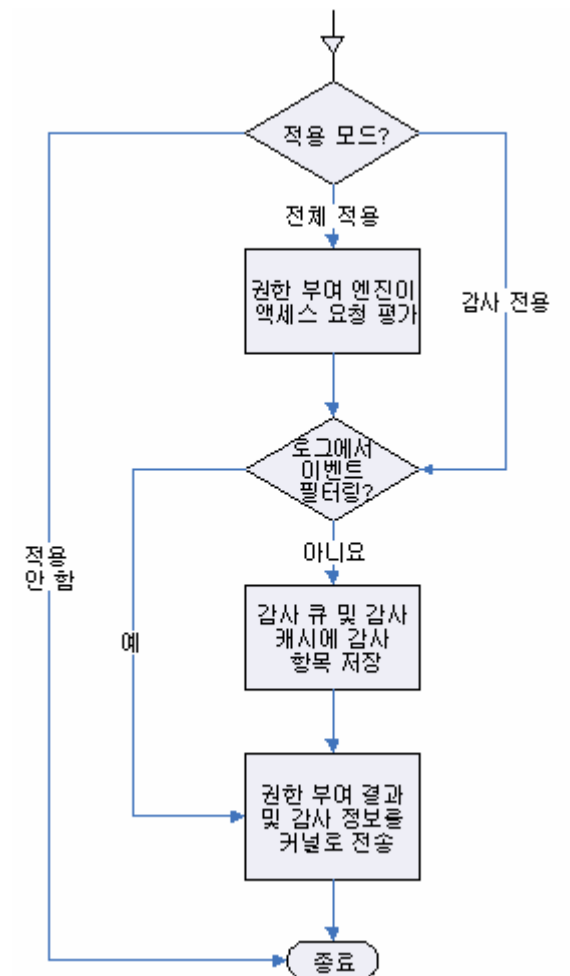 적용 모드?
전체 적용
권한 부여 엔진이
액세스 요청 평가
감사 전용
로그에서
이벤트
필터링?
아니요
적용
안 함
예
감사 큐 및 감사
캐시에 감사
항목 저장
권한 부여 결과
및 감사 정보를
커널로 전송
종료